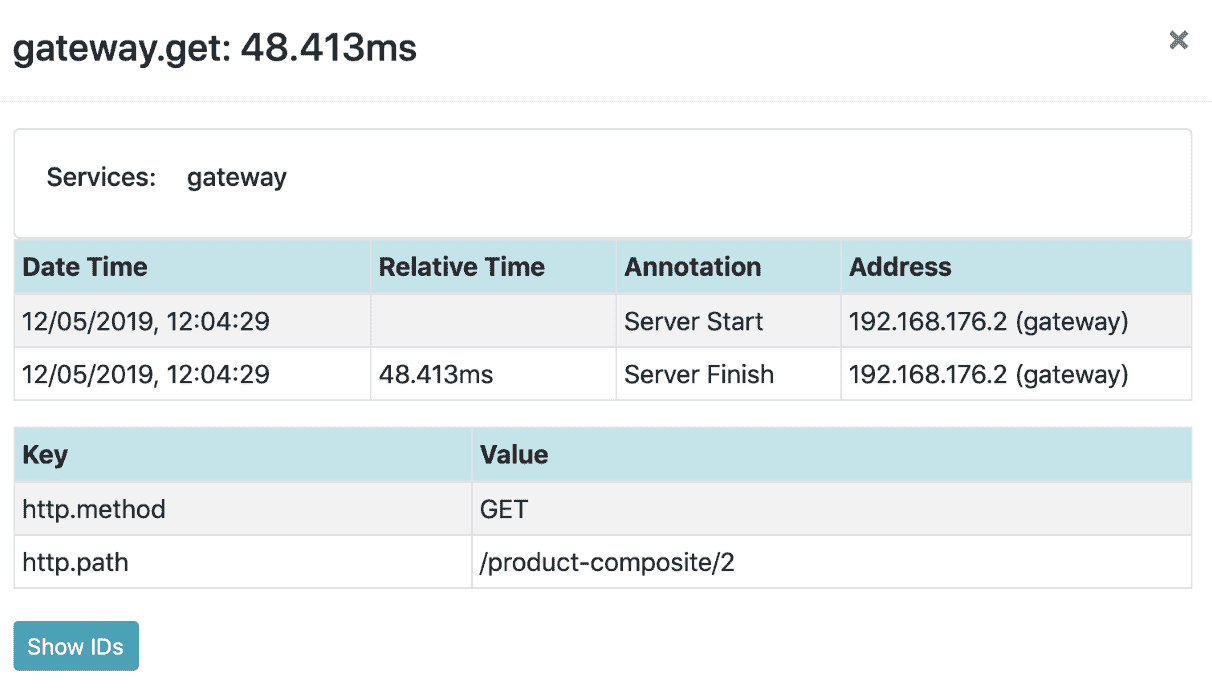 gateway.get: 48.413ms
Services: gateway
Date Time Relative Time Annotation Address
12/05/2019, 12:04:29 Server Start 192.168.176.2 (gateway)
12/05/2019, 12:04:29 48.413ms Server Finish 192.168.176.2 (gateway)
Key Value
http.method GET
http.path /product-composite/2
Show IDs